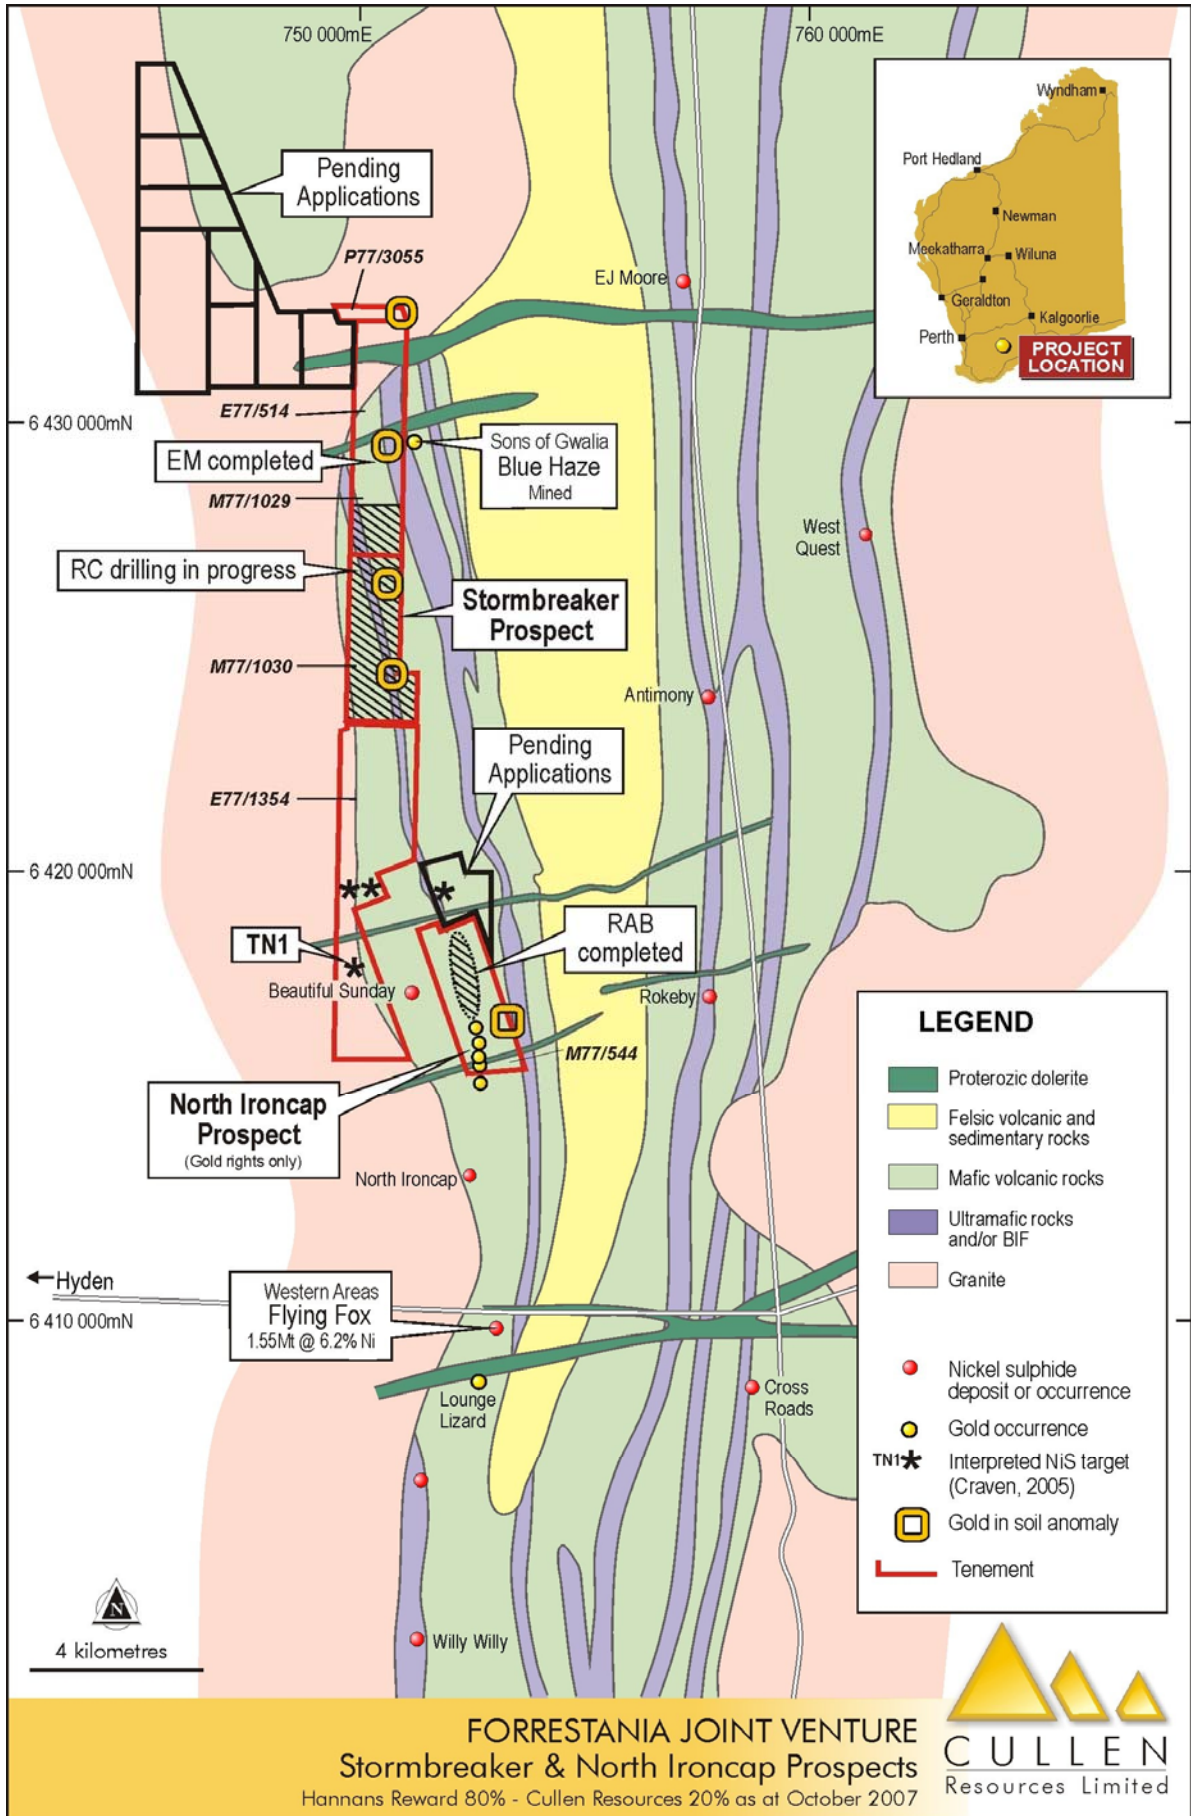 750 000mE
760 000mE
Wyndham
Port Hedland
Newman
Meekatharra
Wiluna
Geraldton
Kalgoorlie
Perth
PROJECT
LOCATION
Pending
Applications
P77/3055
EJ Moore
E77/514
6 430 000mN
EM completed
Sons of Gwalia
Blue Haze
Mined
M77/1029
West
Quest
RC drilling in progress
Stormbreaker
Prospect
M77/1030
Antimony
Pending
Applications
E77/1354
6 420 000mN
RAB
completed
TN1
Beautiful Sunday
Rokeby
M77/544
North Ironcap
Prospect
(Gold rights only)
North Ironcap
Hyden
Western Areas
Flying Fox
1.55Mt @ 6.2% Ni
6 410 000mN
Lounge
Lizard
Cross
Roads
Willy Willy
LEGEND
Proterozic dolerite
Felsic volcanic and
sedimentary rocks
Mafic volcanic rocks
Ultramafic rocks
and/or BIF
Granite
Nickel sulphide
deposit or occurrence
Gold occurrence
TN1 Interpreted NiS target
(Craven, 2005)
Gold in soil anomaly
Tenement
N
4 kilometres
FORRESTANIA JOINT VENTURE
Stormbreaker & North Ironcap Prospects
Hannans Reward 80% - Cullen Resources 20% as at October 2007
CULLEN
Resources Limited